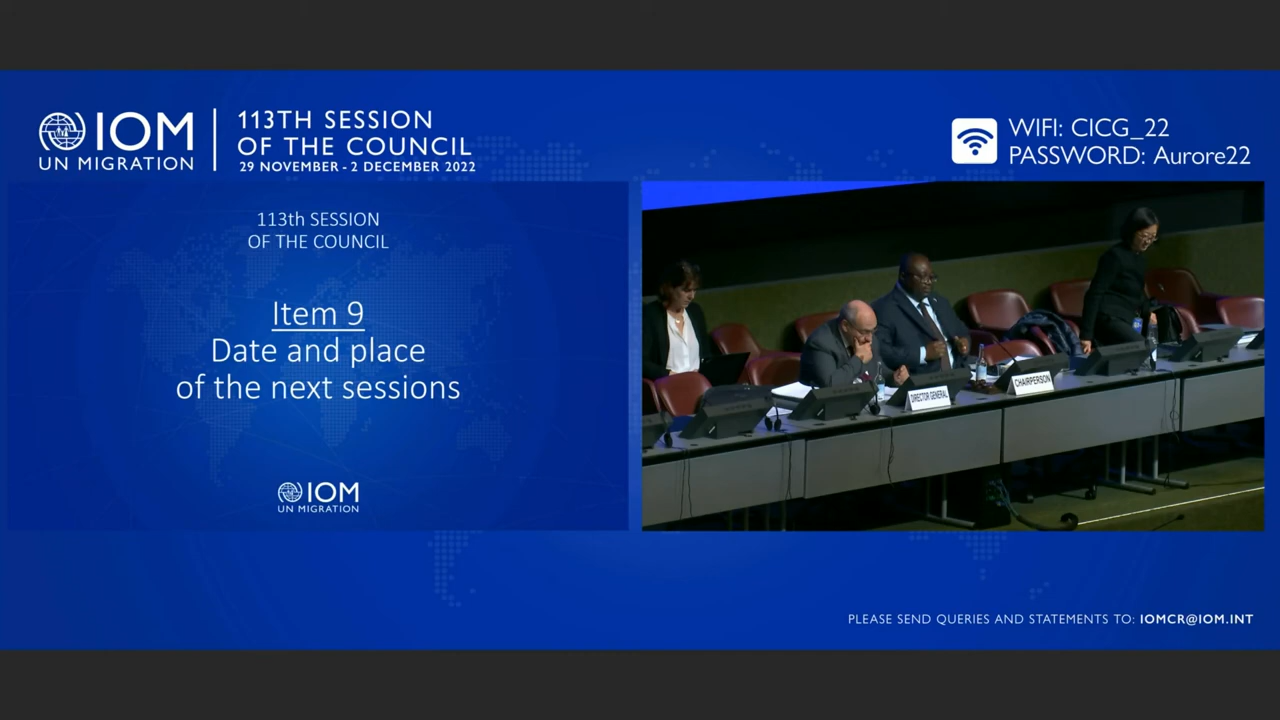 IOM
UN MIGRATION
113TH SESSION
OF THE COUNCIL
29 NOVEMBER - 2 DECEMBER 2022
WIFI: CICG_22
PASSWORD: Aurore22
113th SESSION
OF THE COUNCIL
Item 9
Date and place
of the next sessions
IOM
UN MIGRATION
DIRECTOR GENERAL
CHAIRPERSON
PLEASE SEND QUERIES AND STATEMENTS TO: IOMCR@IOM.INT